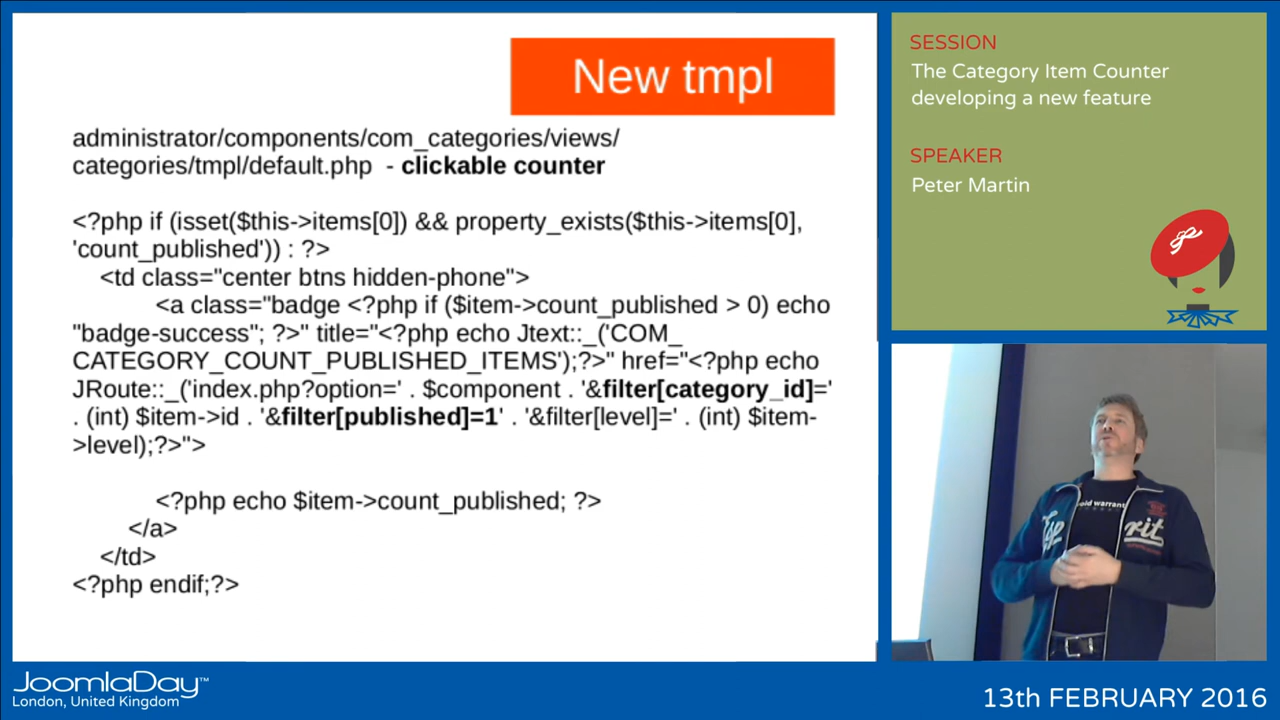 New tmpl
administrator/components/com_categories/views/
categories/tmpl/default.php - clickable counter
<?php if (isset($this->items[0]) && property_exists($this->items[0],
'count_published')) : ?>
<td class="center btns hidden-phone">
<a class="badge <?php if ($item->count_published > 0) echo
"badge-success"; ?>" title="<?php echo Jtext::_('COM_
CATEGORY_COUNT_PUBLISHED_ITEMS');?>" href="<?php echo
JRoute::_('index.php?option=' . $component . '&filter[category_id]='
. (int) $item->id . '&filter[published]=1' . '&filter[level]=' . (int) $item-
>level);?>">
<?php echo $item->count_published; ?>
</a>
</td>
<?php endif;?>
SESSION
The Category Item Counter
developing a new feature
SPEAKER
Peter Martin
JoomlaDay™
London, United Kingdom
13th FEBRUARY 2016